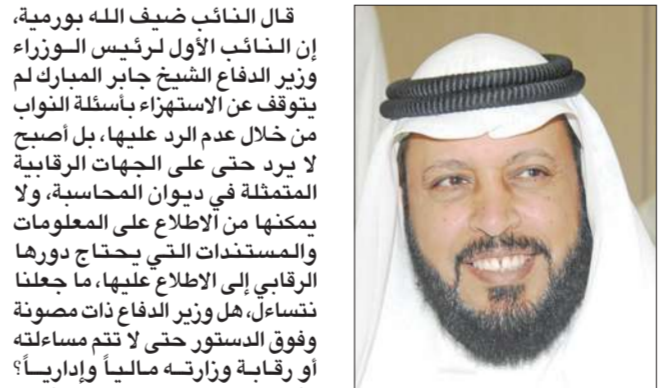 قال النائب ضيف الله بورمية،
إن النائب الأول لرئيس الوزراء
وزير الدفاع الشيخ جابر المبارك لم
يتوقف عن الاستهزاء بأسئلة النواب
من خلال عدم الرد عليها، بل أصبح
لا يرد حتى على الجهات الرقابية
المتمثلة في ديوان المحاسبة، ولا
يمكنها من الاطلاع على المعلومات
والمستندات التي يحتاج دورها
الرقابي إلى الاطلاع عليها، ما جعلنا
نتساءل، هل وزير الدفاع ذات مصونة
وفوق الدستور حتى لا تتم مساءلته
أو رقابة وزارته مالياً وإدارياً؟